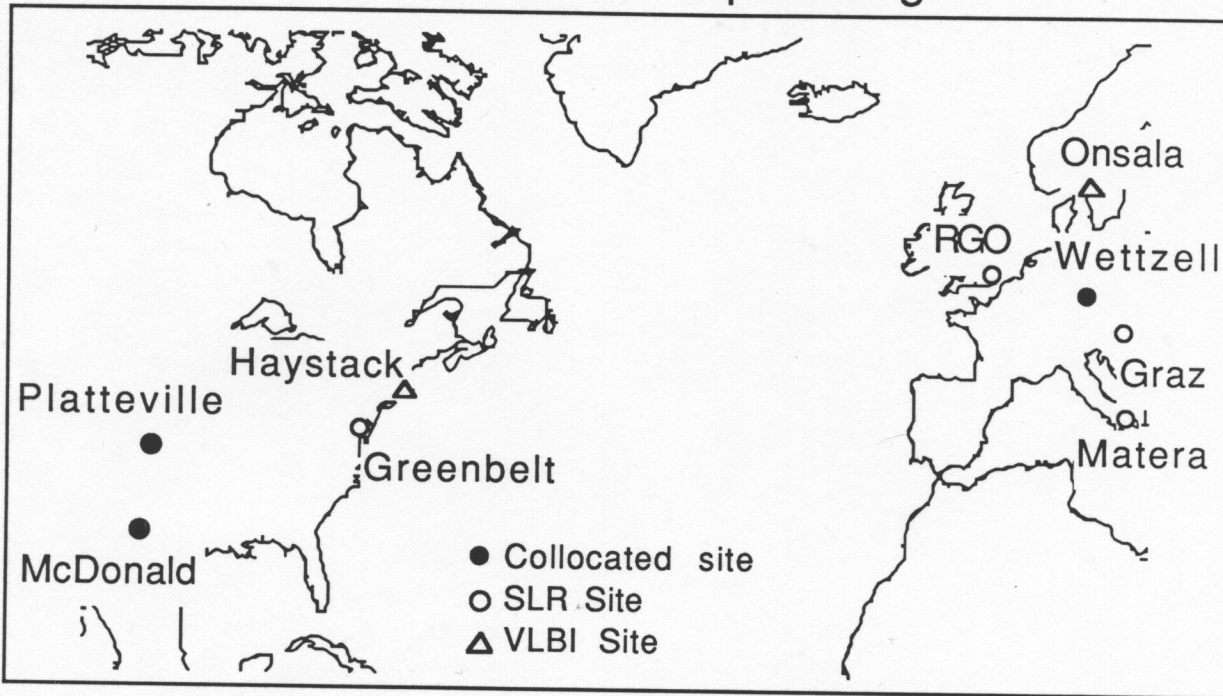 Onsala
RGO
Wettzell
Haystack
Graz
Platteville
Matera
Greenbelt
McDonald
Collocated site
SLR Site
VLBI Site